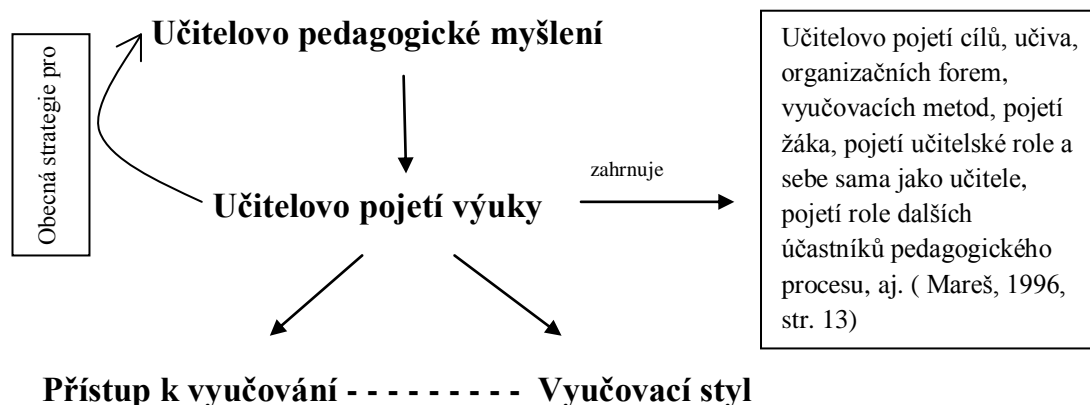 Učitelovo pedagogické myšlení
Obecná strategie pro
zahrnuje
Učitelovo pojetí výuky
Učitelovo pojetí cílů, učiva,
organizačních forem,
vyučovacích metod, pojetí
žáka, pojetí učitelské role a
sebe sama jako učitele,
pojetí role dalších
účastníků pedagogického
procesu, aj. ( Mareš, 1996,
str. 13)
Přístup k vyučování - - - - - - - - - Vyučovací styl